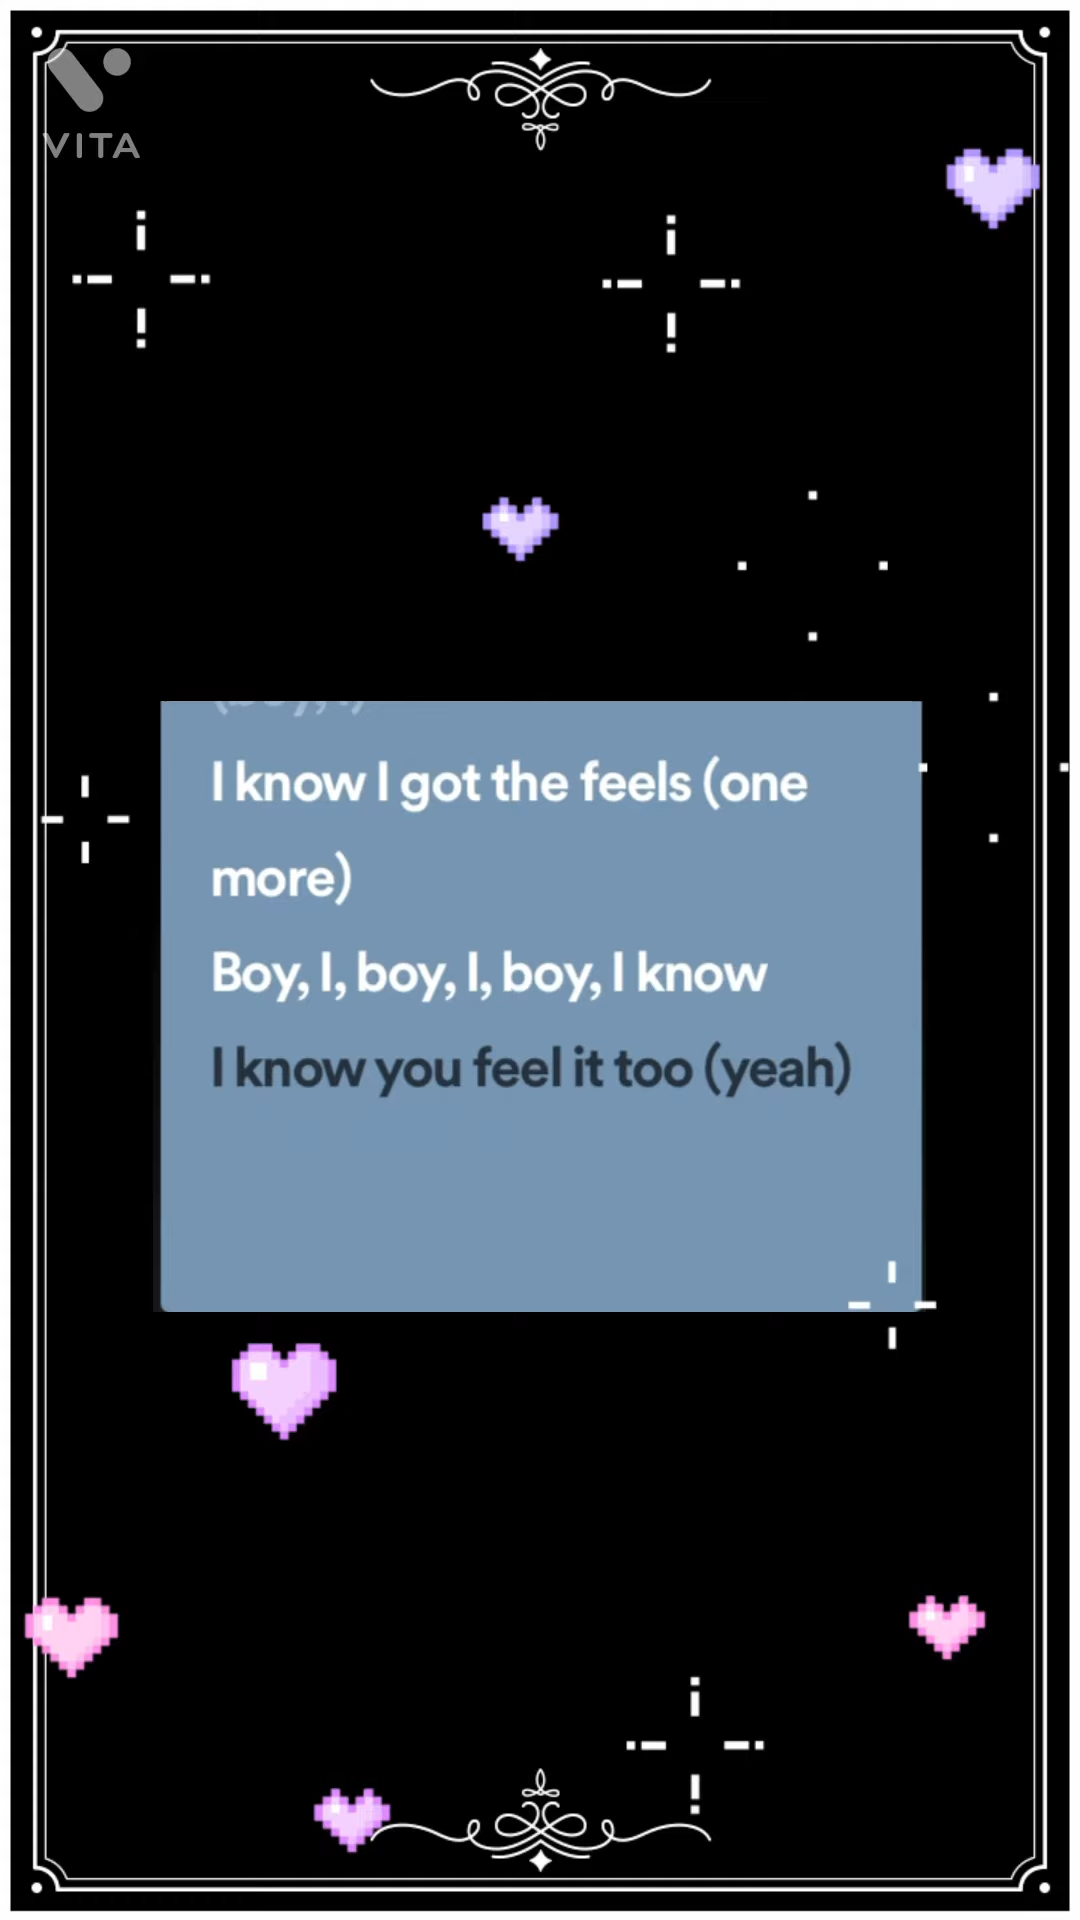 VITA
I know I got the feels (one
more)
Boy, I, boy, I, boy, I know
I know you feel it too (yeah)